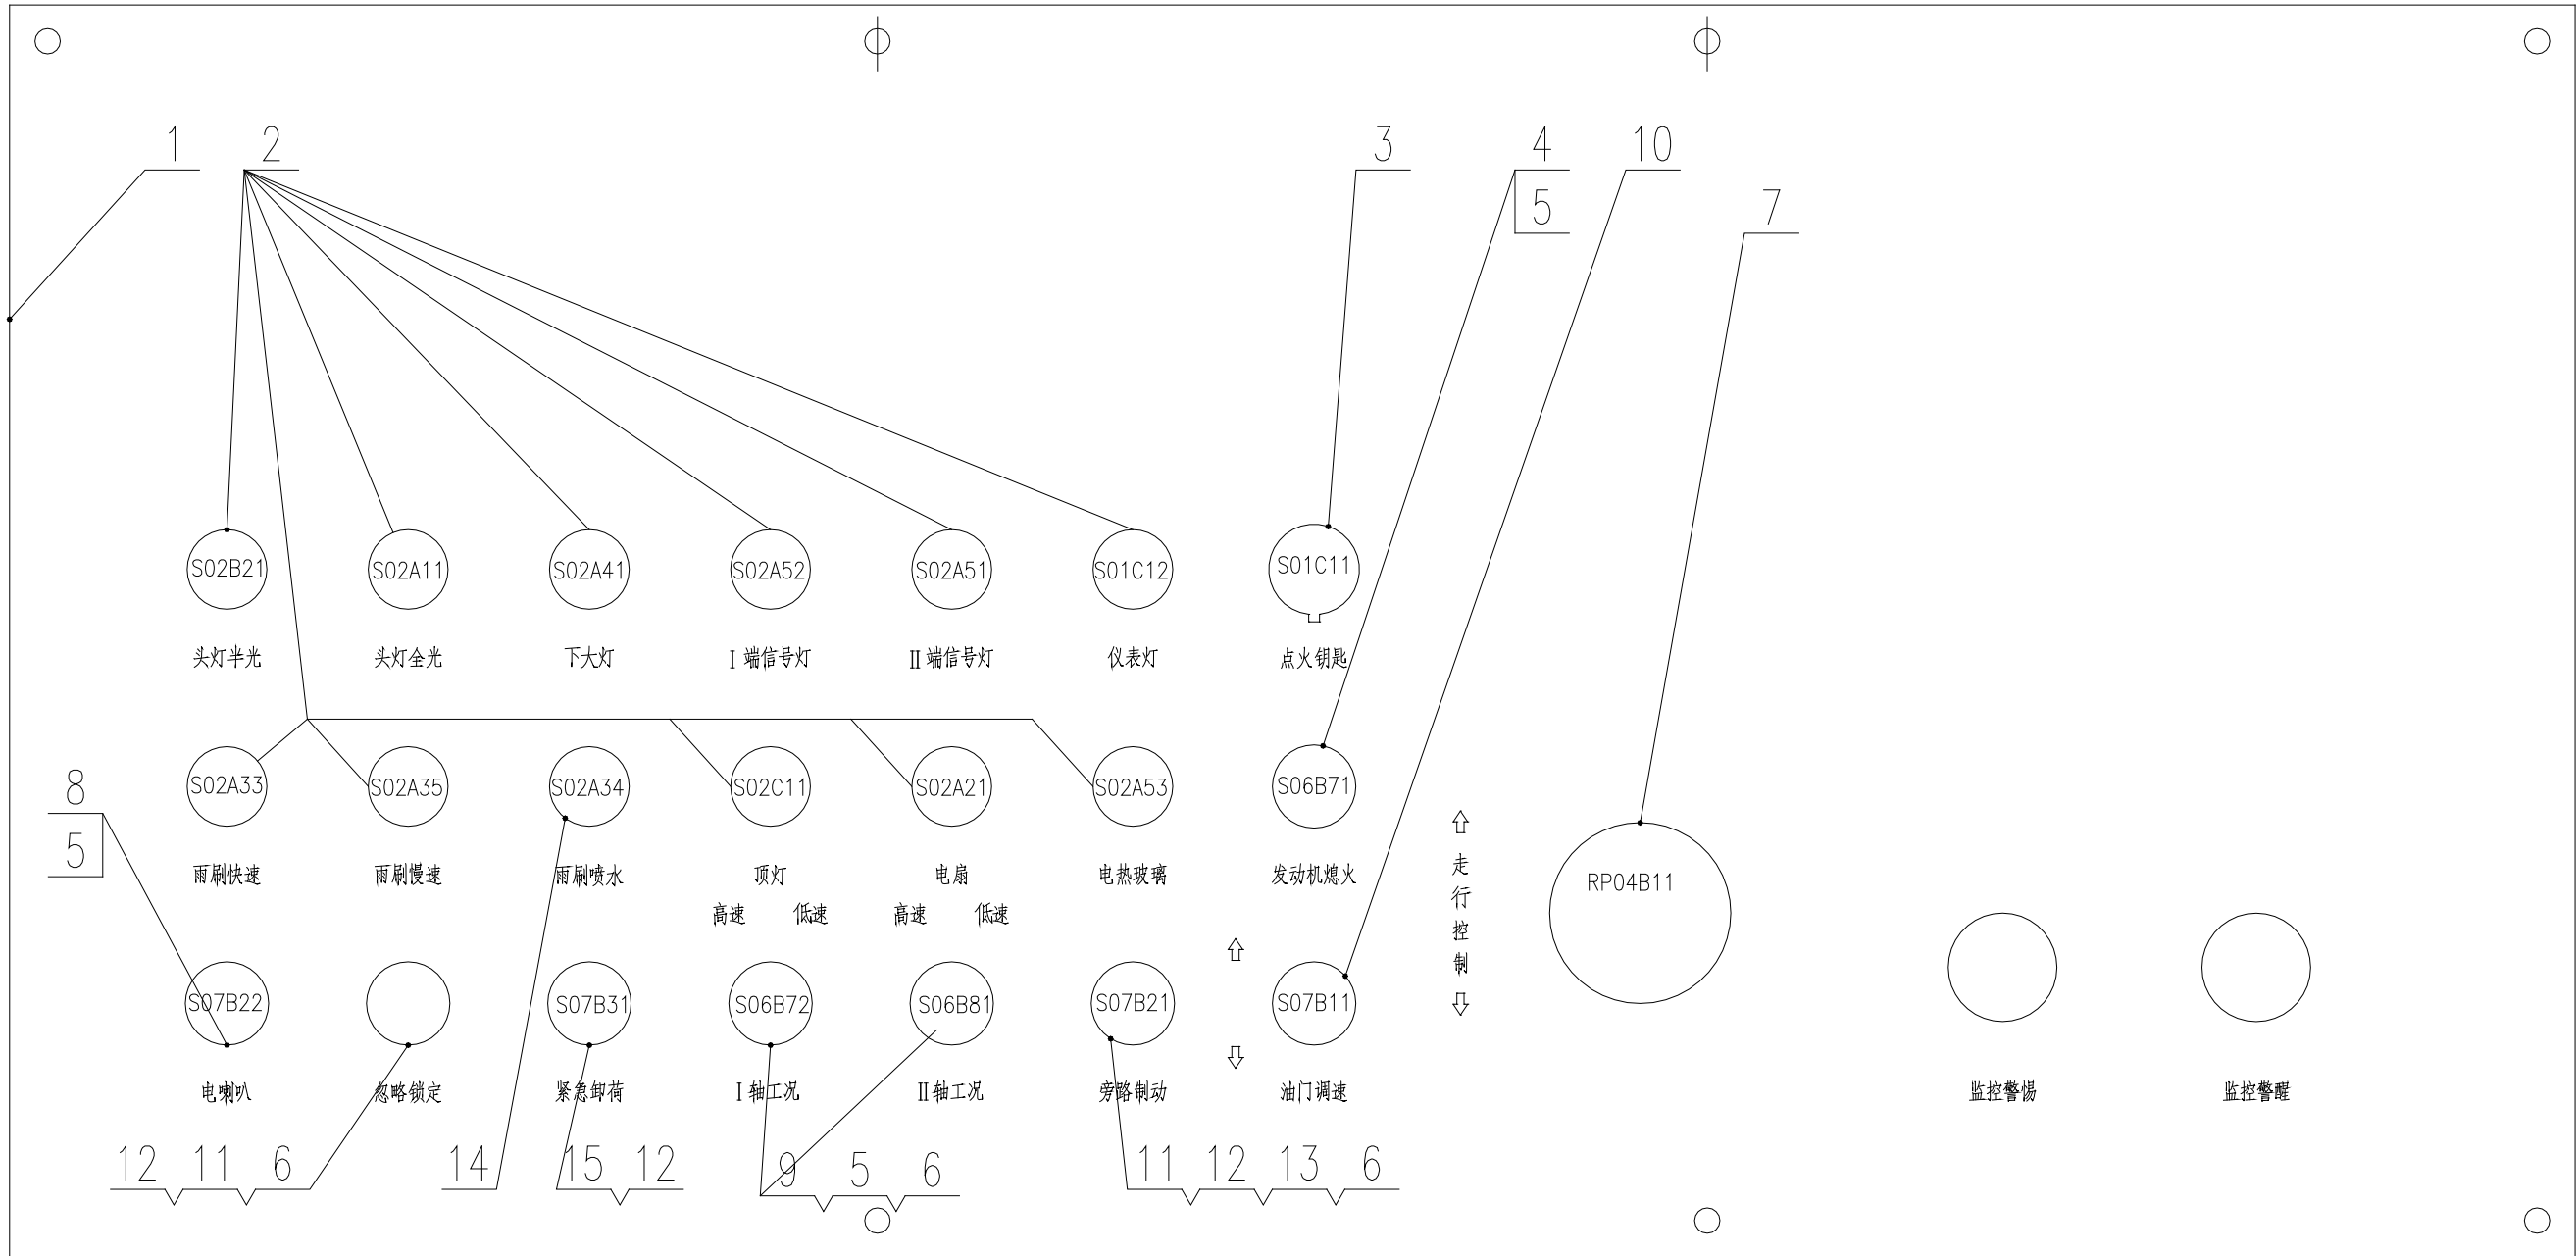 1 2 3 4 10
5 7
S02B21 S02A11 S02A41 S02A52 S02A51 S01C12 S01C11
头灯半光 头灯全光 下大灯 I 端信号灯 II 端信号灯 仪表灯 点火钥匙
S02A33 S02A35 S02A34 S02C11 S02A21 S02A53 S06B71
8
5
雨刷快速 雨刷慢速 雨刷喷水 顶灯 电扇 电热玻璃 发动机熄火
高速 低速 高速 低速
走行控制
RP04B11
S07B22 S07B31 S06B72 S06B81 S07B21 S07B11
电喇叭 忽略锁定 紧急卸荷 I 轴工况 II 轴工况 旁路制动 油门调速 监控警惕 监控警醒
12 11 6 14 15 12 9 5 6 11 12 13 6